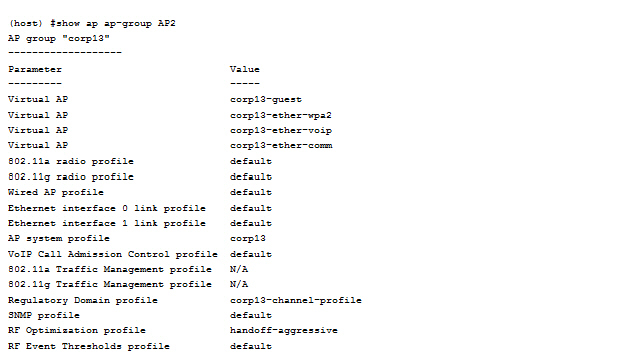 (host) #show ap ap-group AP2
AP group "corp13"
-------------------
Parameter Value
--------- -----
Virtual AP corp13-guest
Virtual AP corp13-ether-wpa2
Virtual AP corp13-ether-voip
Virtual AP corp13-ether-comm
802.11a radio profile default
802.11g radio profile default
Wired AP profile default
Ethernet interface 0 link profile default
Ethernet interface 1 link profile default
AP system profile corp13
VoIP Call Admission Control profile default
802.11a Traffic Management profile N/A
802.11g Traffic Management profile N/A
Regulatory Domain profile corp13-channel-profile
SNMP profile default
RF Optimization profile handoff-aggressive
RF Event Thresholds profile default